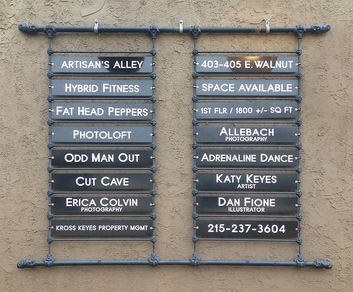 ARTISAN'S ALLEY
HYBRID FITNESS
FAT HEAD PEPPERS
PHOTOLOFT
ODD MAN OUT
CUT CAVE
ERICA COLVIN
PHOTOGRAPHY
KROSS KEYES PROPERTY MGMT
403-405 E. WALNUT
SPACE AVAILABLE
1ST FLR / 1800 +/- SQ FT
ALLEBACH
PHOTOGRAPHY
ADRENALINE DANCE
KATY KEYES
ARTIST
DAN FIONE
ILLUSTRATOR
215-237-3604